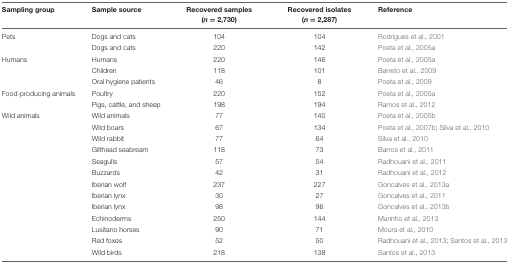 Sampling group Sample source Recovered samples (n = 2,730) Recovered isolates (n = 2,287) Reference
Pets Dogs and cats 104 104 Rodrigues et al., 2001
Dogs and cats 220 142 Poeta et al., 2005a
Humans Humans 220 146 Poeta et al., 2005a
Children 118 101 Barreto et al., 2009
Oral hygiene patients 46 8 Poeta et al., 2009
Food-producing animals Poultry 220 152 Poeta et al., 2005a
Pigs, cattle, and sheep 198 194 Ramos et al., 2012
Wild animals Wild animals 77 140 Poeta et al., 2005b
Wild boars 67 134 Poeta et al., 2007b; Silva et al., 2010
Wild rabbit 77 64 Silva et al., 2010
Gilthead seabream 118 73 Barros et al., 2011
Seagulls 57 54 Radhouani et al., 2011
Buzzards 42 31 Radhouani et al., 2012
Iberian wolf 237 227 Goncalves et al., 2013a
Iberian lynx 30 27 Goncalves et al., 2011
Iberian lynx 98 96 Goncalves et al., 2013b
Echinoderms 250 144 Marinho et al., 2013
Lusitano horses 90 71 Moura et al., 2010
Red foxes 52 50 Radhouani et al., 2013; Santos et al., 2013
Wild birds 218 138 Santos et al., 2013